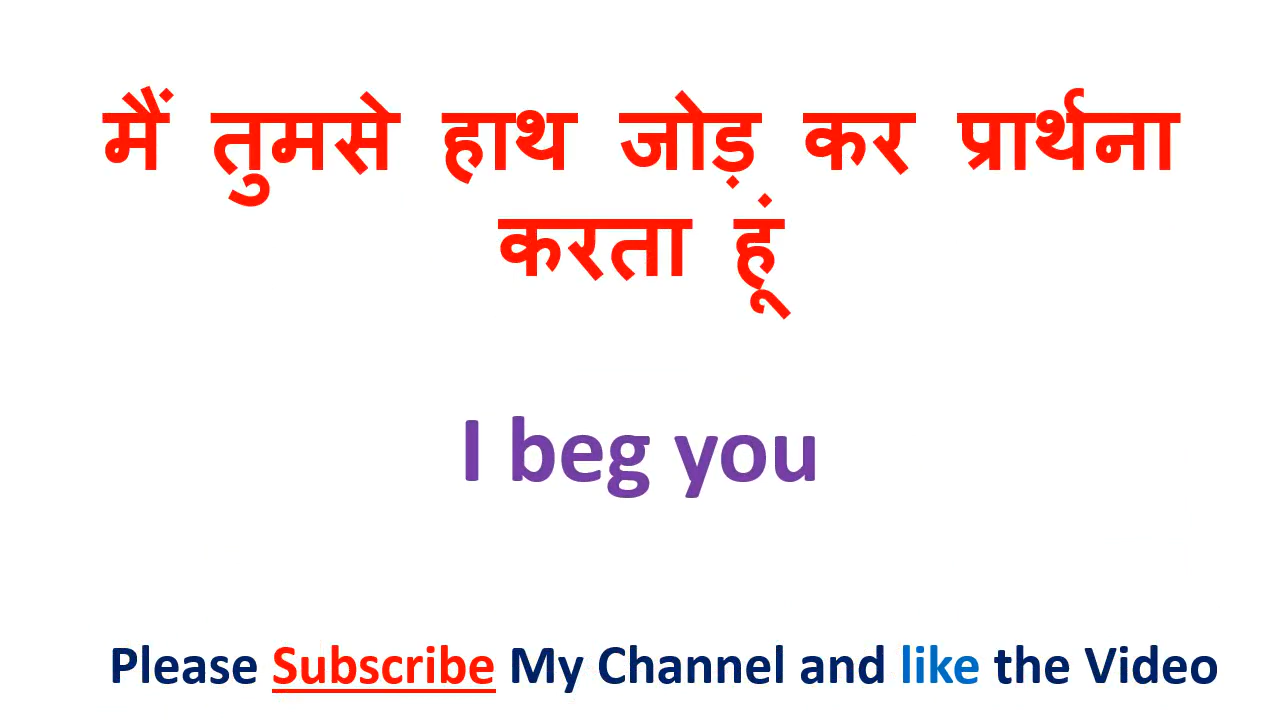 मैं तुमसे हाथ जोड़ कर प्रार्थना
करता हूं
I beg you
Please Subscribe My Channel and like the Video